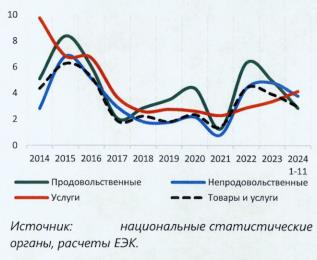 10
8
6
4
2
0
2014 2015 2016 2017 2018 2019 2020 2021 2022 2023 2024
1-11
Продовольственные Непродовольственные
Услуги Товары и услуги
Источник: национальные статистические
органы, расчеты ЕЭК.